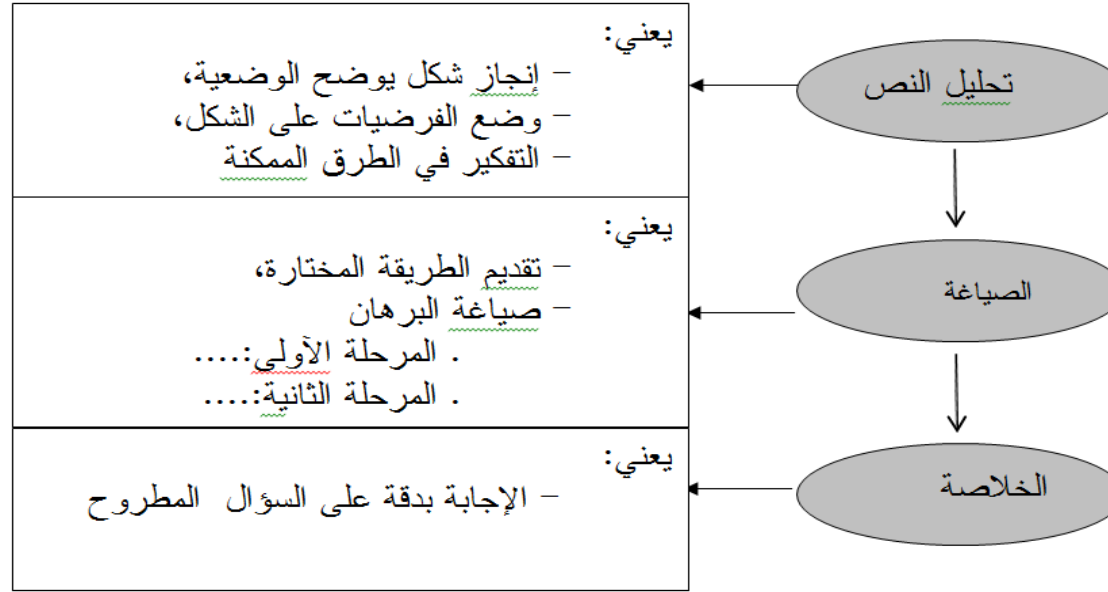 تحليل النص
يعني:
– إنجاز شكل يوضح الوضعية،
– وضع الفرضيات على الشكل،
– التفكير في الطرق الممكنة
الصياغة
يعني:
– تقديم الطريقة المختارة،
– صياغة البرهان
. المرحلة الآولى:....
. المرحلة الثانية:....
الخلاصة
يعني:
– الإجابة بدقة على السؤال المطروح